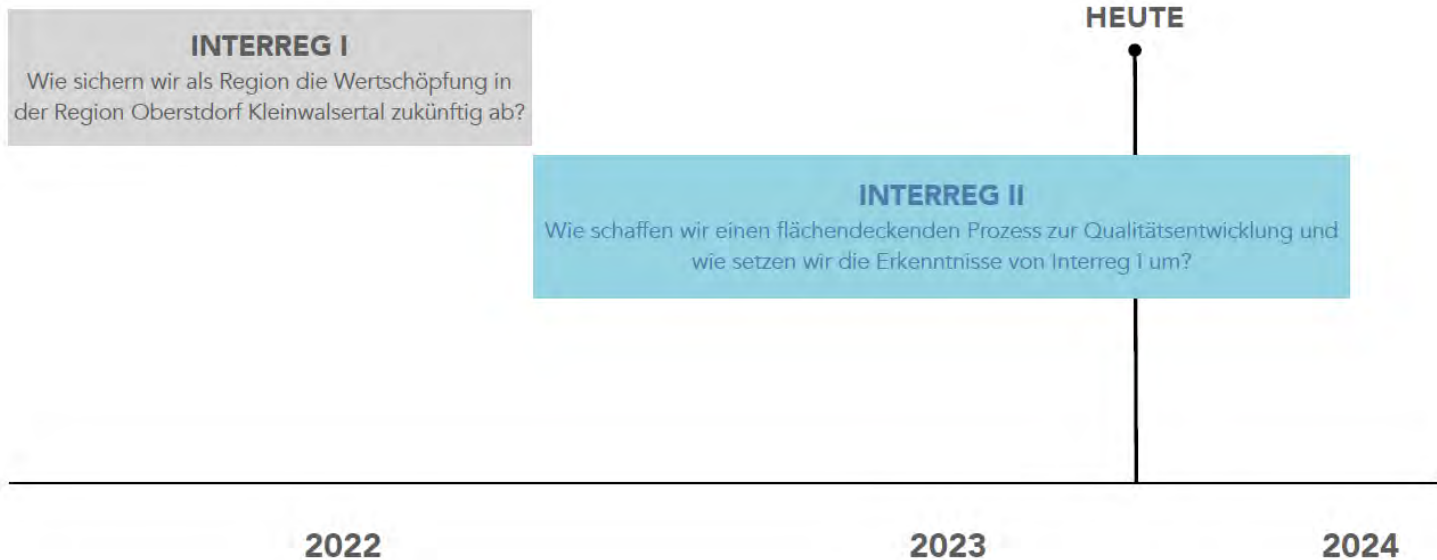 HEUTE
INTERREG I
Wie sichern wir als Region die Wertschöpfung in
der Region Oberstdorf Kleinwalsertal zukünftig ab?
INTERREG II
Wie schaffen wir einen flächendeckenden Prozess zur Qualitätsentwicklung und
wie setzen wir die Erkenntnisse von Interreg I um?
2022
2023
2024